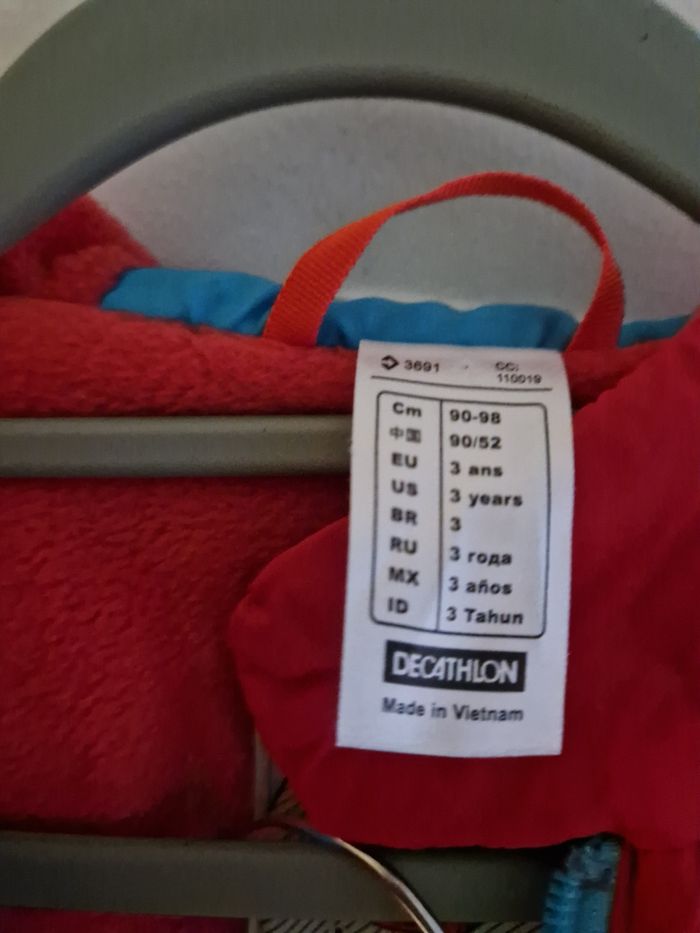 3691 CC:
110019
Cm 90-98
中国 90/52
EU 3 ans
US 3 years
BR 3
RU 3 года
MX 3 años
ID 3 Tahun
DECATHLON
Made in Vietnam